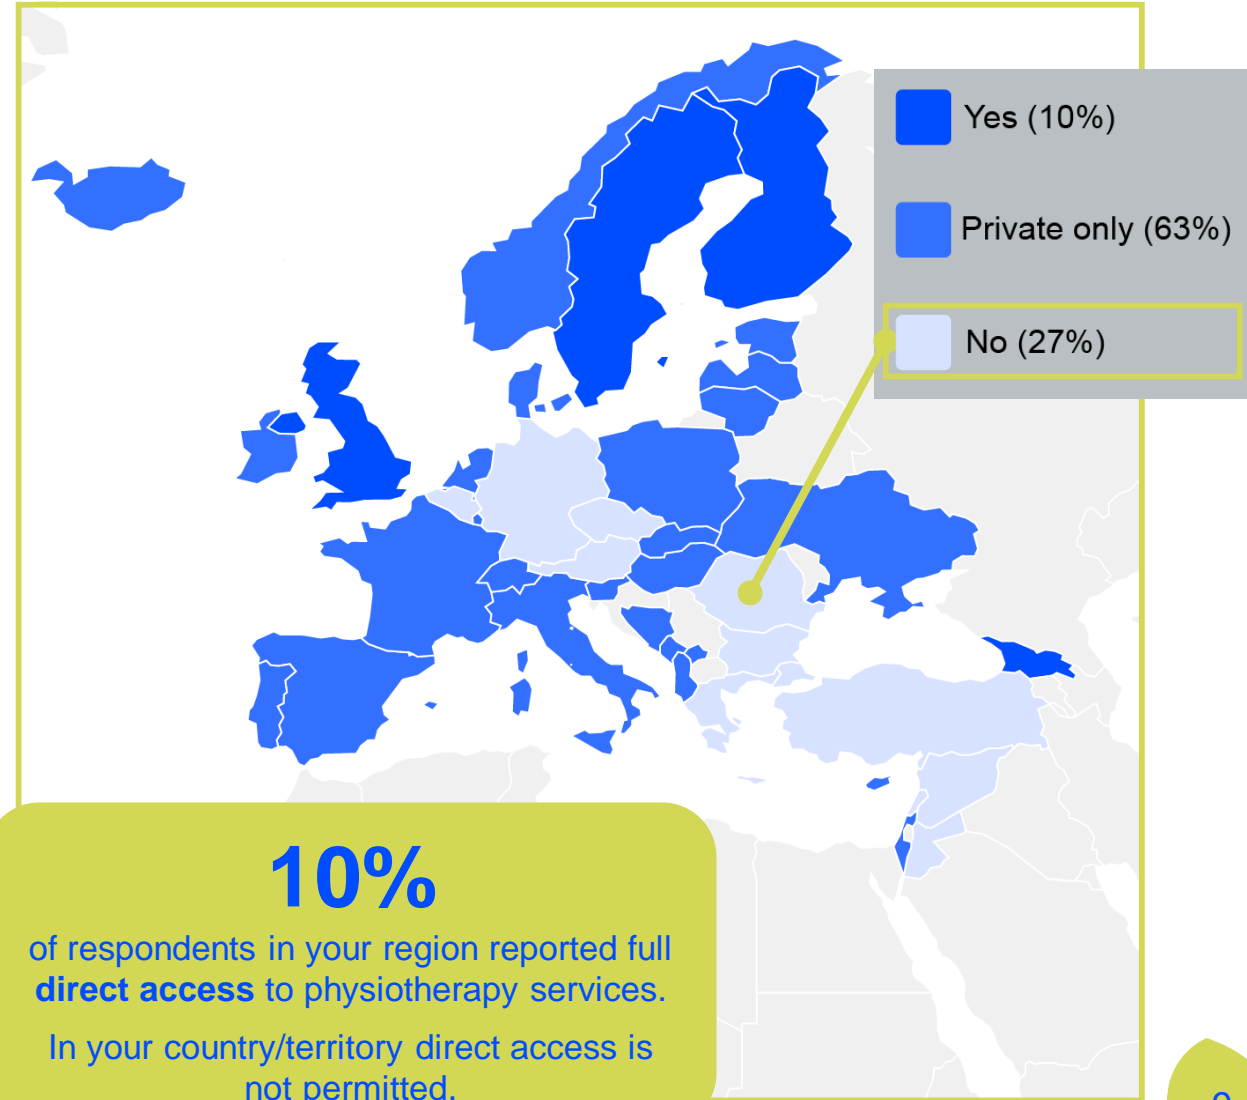 Yes (10%)
Private only (63%)
No (27%)
10%
of respondents in your region reported full
direct access to physiotherapy services.
In your country/territory direct access is
not permitted.